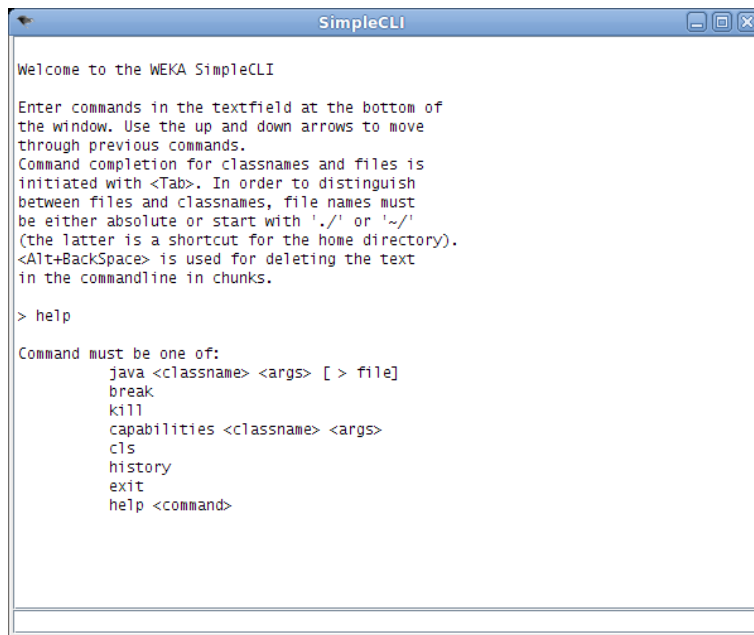 SimpleCLI
Welcome to the WEKA SimpleCLI
Enter commands in the textfield at the bottom of
the window. Use the up and down arrows to move
through previous commands.
Command completion for classnames and files is
initiated with <Tab>. In order to distinguish
between files and classnames, file names must
be either absolute or start with './' or '~/'
(the latter is a shortcut for the home directory).
<Alt+BackSpace> is used for deleting the text
in the commandline in chunks.
> help
Command must be one of:
java <classname> <args> [ > file]
break
kill
capabilities <classname> <args>
cls
history
exit
help <command>